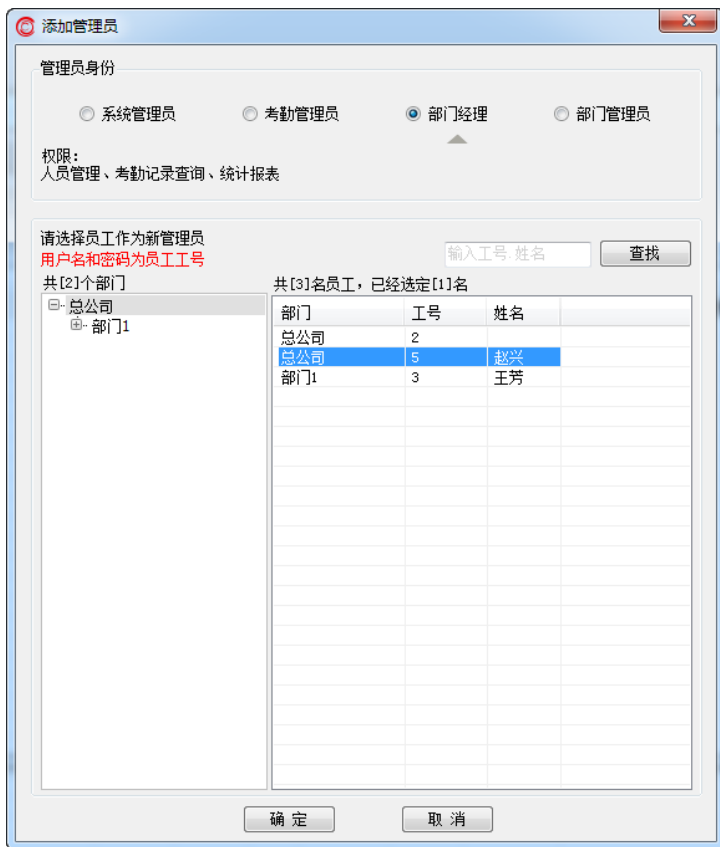 添加管理员
管理员身份
系统管理员 考勤管理员 部门经理 部门管理员
权限:
人员管理、考勤记录查询、统计报表
请选择员工作为新管理员
用户名和密码为员工工号
输入工号.姓名 查找
共[2]个部门
总公司
部门1
共[3]名员工，已经选定[1]名
部门 工号 姓名
总公司 2
总公司 5 赵兴
部门1 3 王芳
确 定 取 消